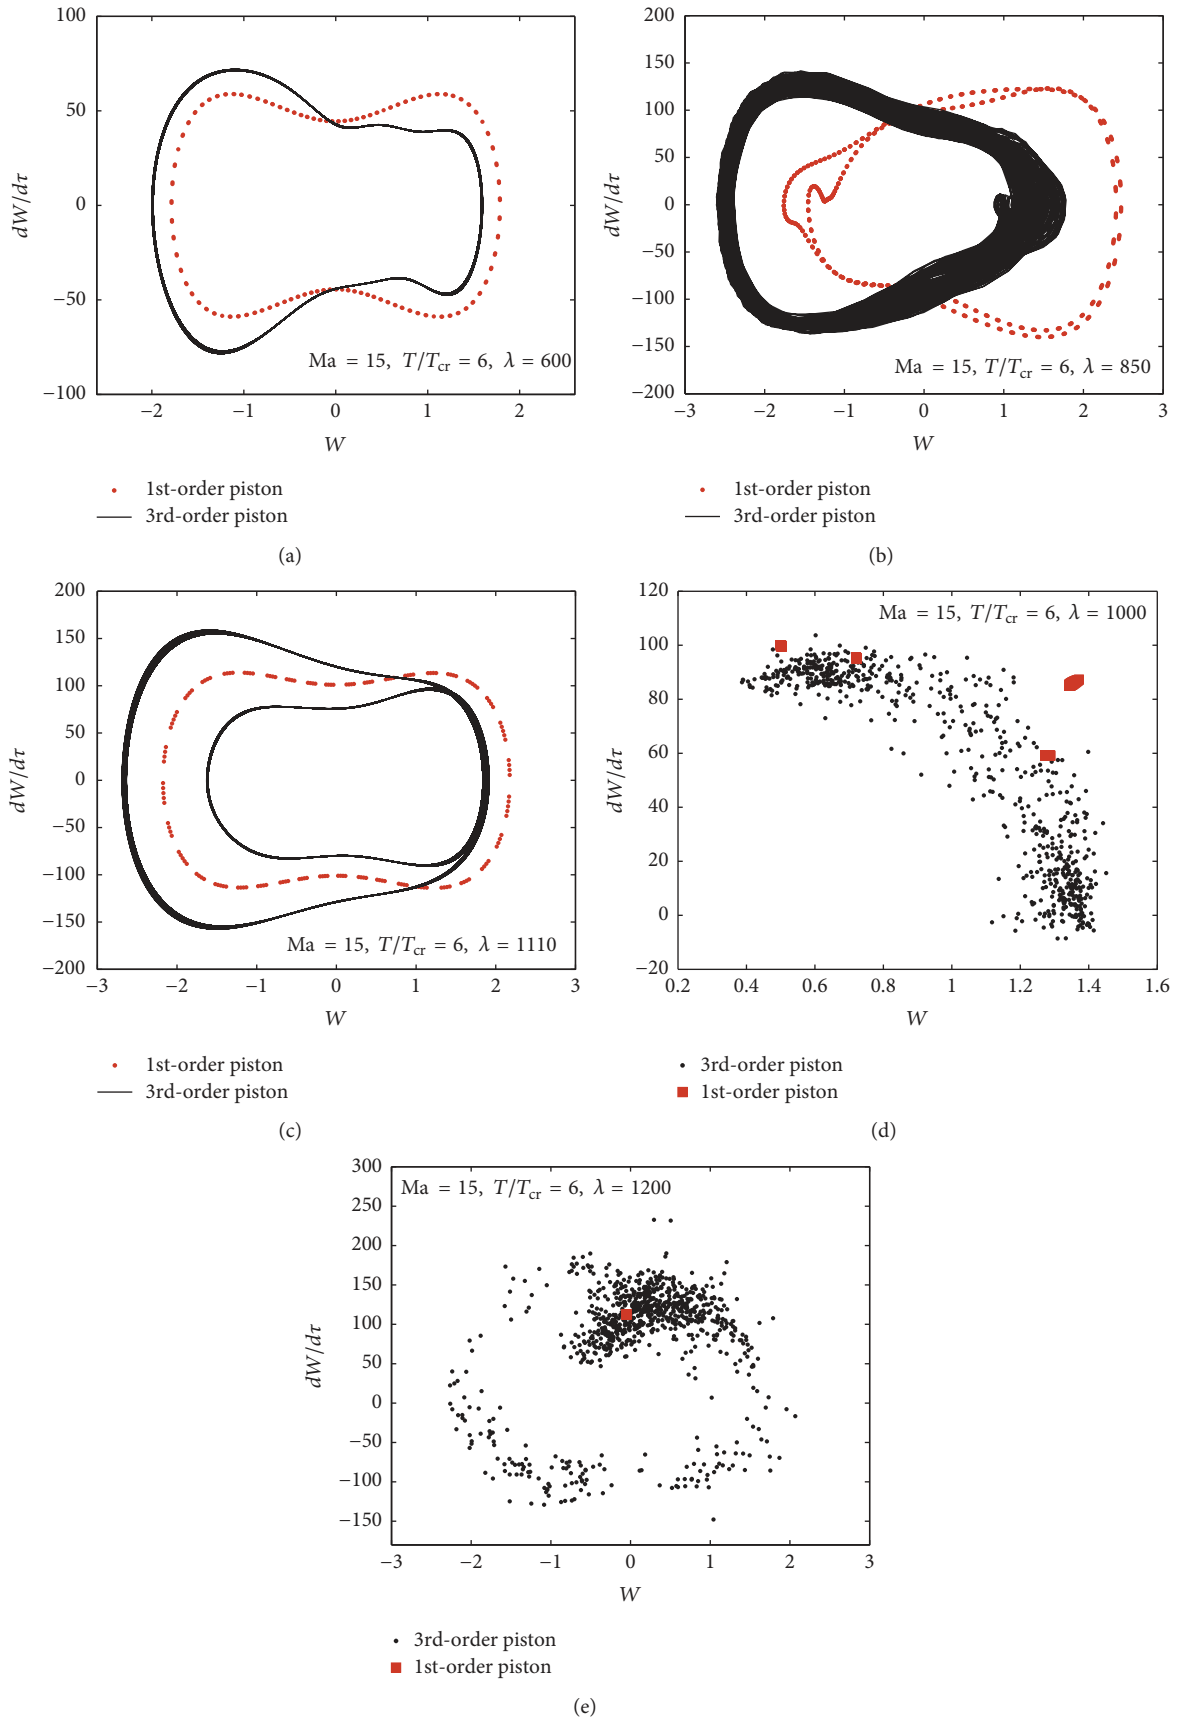 100
50
0
−50
−100
dW/dτ
−2 −1 0 1 2
W
Ma = 15, T/Tcr = 6, λ = 600
1st-order piston
3rd-order piston
(a)
200
150
100
50
0
−50
−100
−150
−200
dW/dτ
−3 −2 −1 0 1 2 3
W
Ma = 15, T/Tcr = 6, λ = 850
1st-order piston
3rd-order piston
(b)
200
150
100
50
0
−50
−100
−150
−200
dW/dτ
−3 −2 −1 0 1 2 3
W
Ma = 15, T/Tcr = 6, λ = 1110
1st-order piston
3rd-order piston
(c)
120
100
80
60
40
20
0
−20
dW/dτ
0.2 0.4 0.6 0.8 1 1.2 1.4 1.6
W
Ma = 15, T/Tcr = 6, λ = 1000
3rd-order piston
1st-order piston
(d)
300
250
200
150
100
50
0
−50
−100
−150
dW/dτ
−3 −2 −1 0 1 2 3
W
Ma = 15, T/Tcr = 6, λ = 1200
3rd-order piston
1st-order piston
(e)